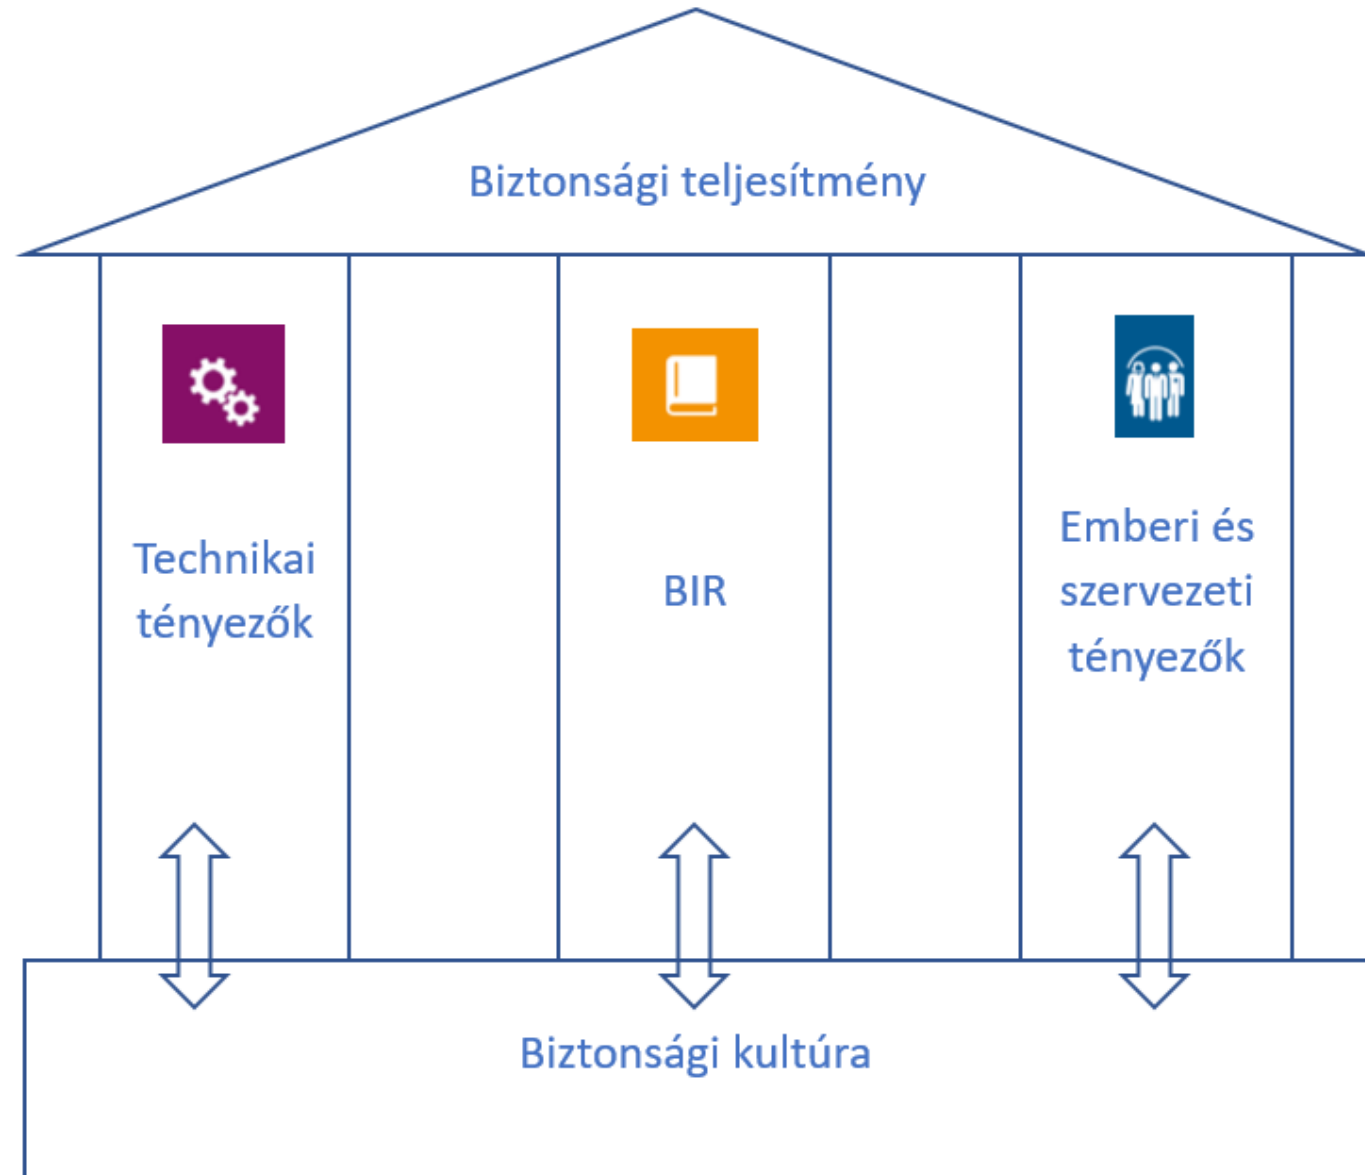 Biztonsági teljesítmény
Technikai
tényezők
BIR
Emberi és
szervezeti
tényezők
Biztonsági kultúra